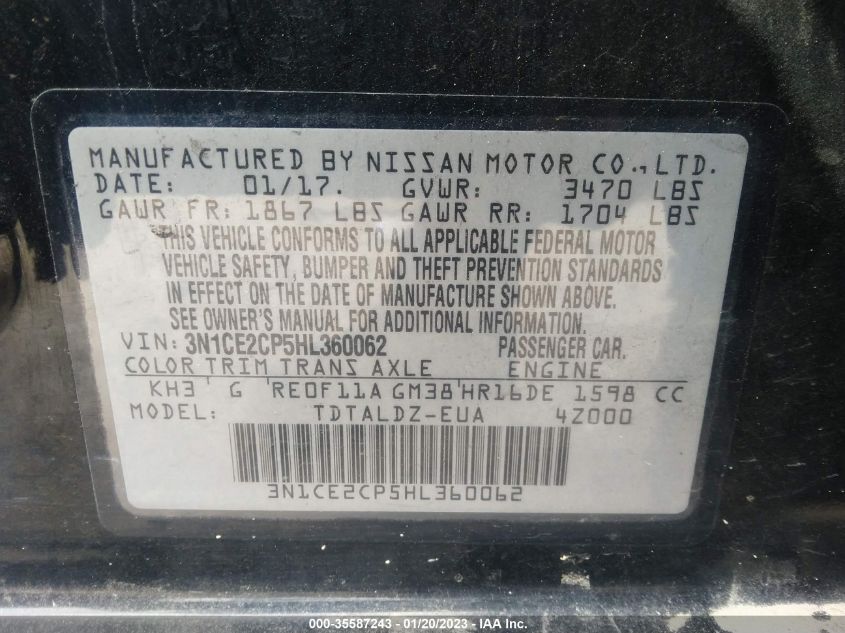 MANUFACTURED BY NISSAN MOTOR CO., LTD.
DATE: 01/17. GVWR: 3470 LBS
GAWR FR: 1867 LBS GAWR RR: 1704 LBS
THIS VEHICLE CONFORMS TO ALL APPLICABLE FEDERAL MOTOR
VEHICLE SAFETY, BUMPER AND THEFT PREVENTION STANDARDS
IN EFFECT ON THE DATE OF MANUFACTURE SHOWN ABOVE.
SEE OWNER'S MANUAL FOR ADDITIONAL INFORMATION.
VIN: 3N1CE2CP5HL360062 PASSENGER CAR.
COLOR TRIM TRANS AXLE ENGINE
KH3 G RE0F11A GM38 HR16DE 1598 CC
MODEL: TDTALDZ-EUA 4Z000
3N1CE2CP5HL360062
000-35587243 - 01/20/2023 - © IAA, Inc.